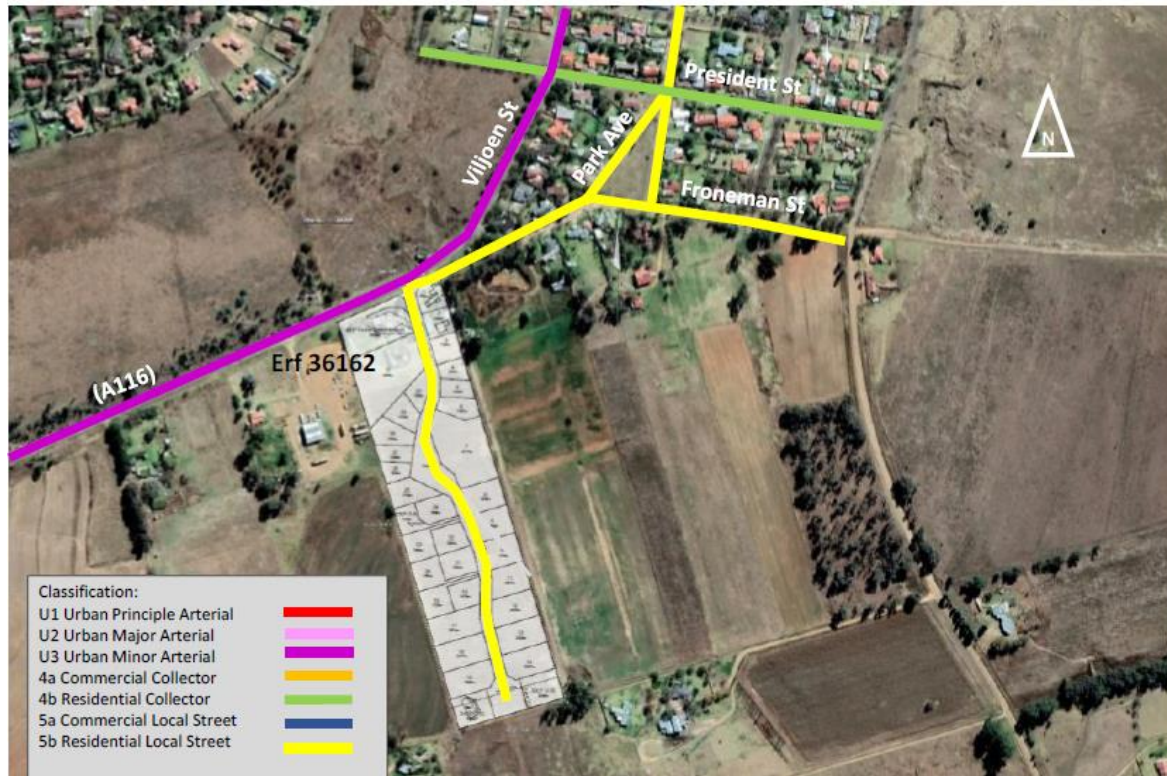 President St
N
Viljoen St
Park Ave
Froneman St
Erf 36162
(A116)
Classification:
U1 Urban Principle Arterial
U2 Urban Major Arterial
U3 Urban Minor Arterial
4a Commercial Collector
4b Residential Collector
5a Commercial Local Street
5b Residential Local Street